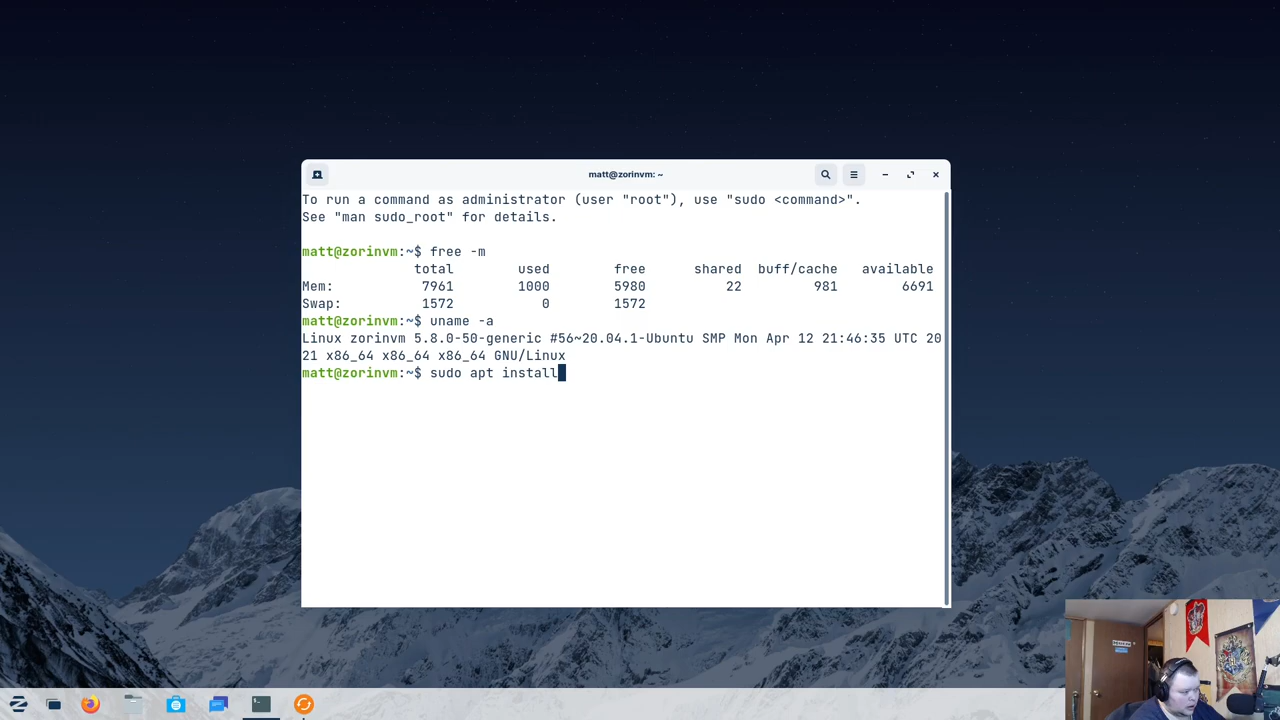 matt@zorinvm: ~
To run a command as administrator (user "root"), use "sudo <command>".
See "man sudo_root" for details.
matt@zorinvm:~$ free -m
total used free shared buff/cache available
Mem: 7961 1000 5980 22 981 6691
Swap: 1572 0 1572
matt@zorinvm:~$ uname -a
Linux zorinvm 5.8.0-50-generic #56~20.04.1-Ubuntu SMP Mon Apr 12 21:46:35 UTC 20
21 x86_64 x86_64 x86_64 GNU/Linux
matt@zorinvm:~$ sudo apt install